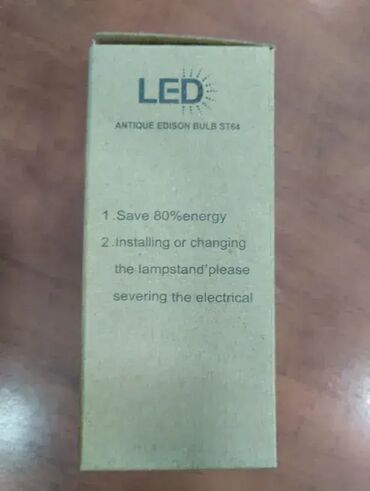 LED
ANTIQUE EDISON BULB ST64
1.Save 80%energy
2.Installing or changing
the lampstand'please
severing the electrical